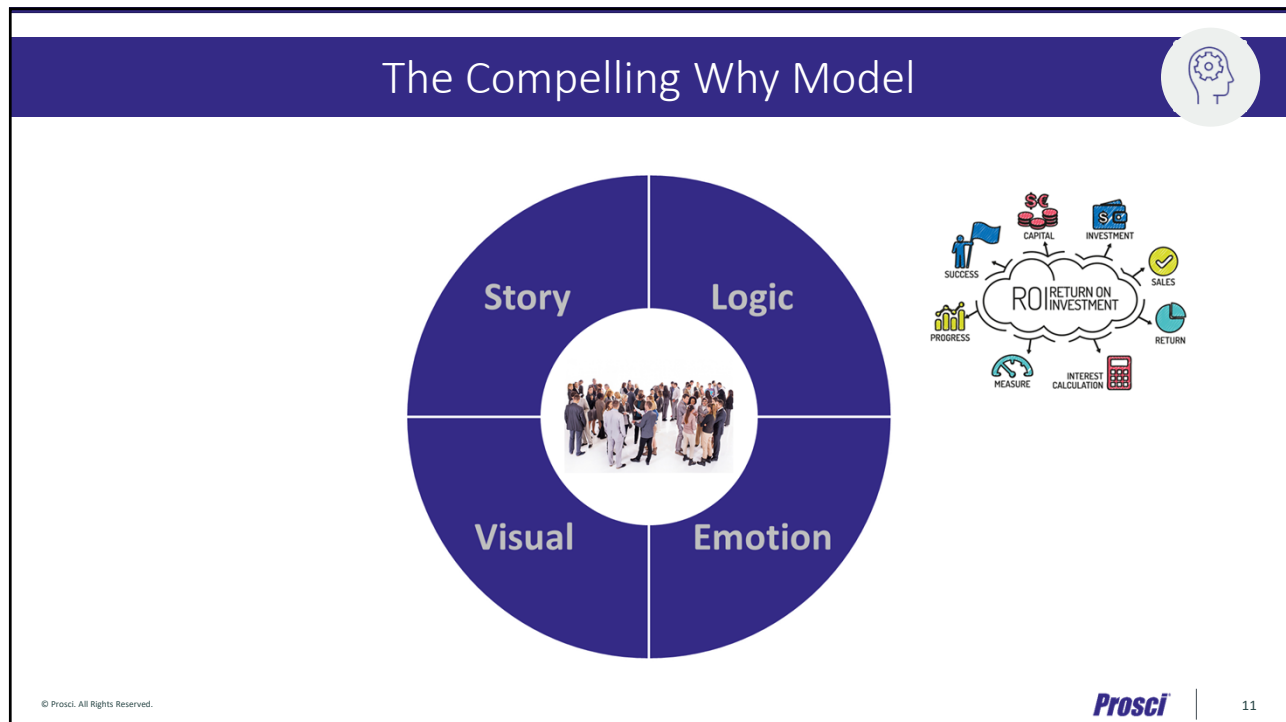 The Compelling Why Model
Story
Logic
Visual
Emotion
$€
CAPITAL
$€
INVESTMENT
SUCCESS
SALES
ROI
RETURN ON
INVESTMENT
PROGRESS
RETURN
MEASURE
INTEREST
CALCULATION
© Prosci. All Rights Reserved.
Prosci
11